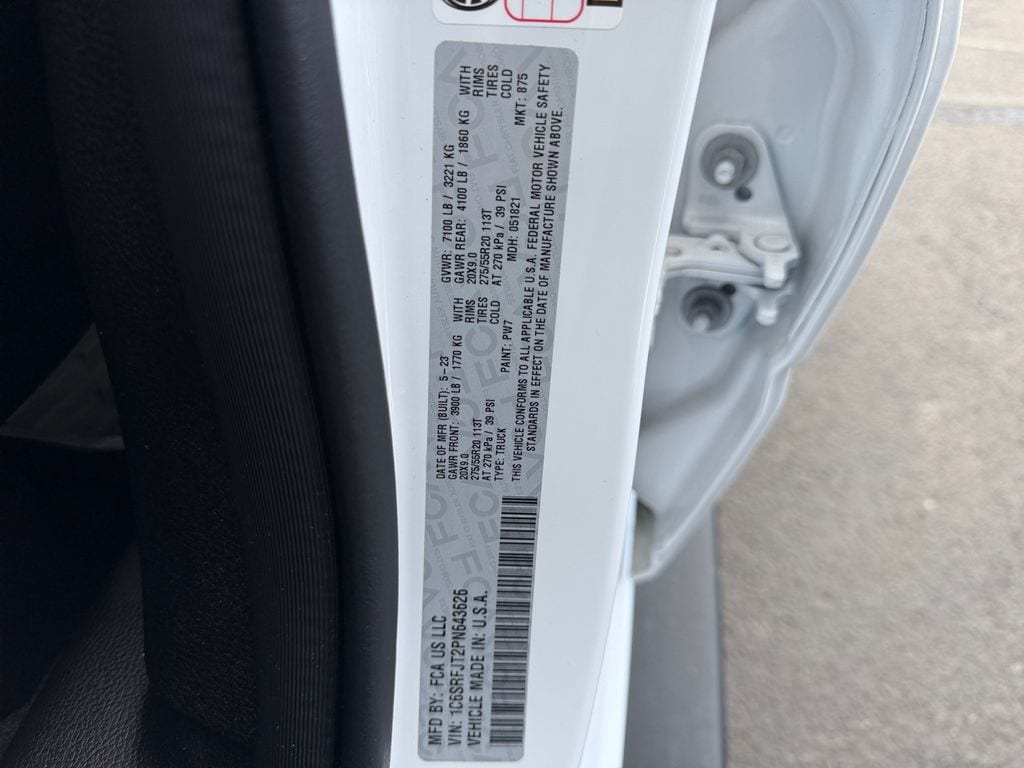 MFD BY: FCA US LLC
DATE OF MFR (BUILT): 5-23
GVWR: 7100 LB / 3221 KG
GAWR FRONT: 3900 LB / 1770 KG WITH
GAWR REAR: 4100 LB / 1860 KG WITH
20X9.0 RIMS
20X9.0 RIMS
275/55R20 113T TIRES
275/55R20 113T TIRES
AT 270 kPa / 39 PSI COLD
AT 270 kPa / 39 PSI COLD
VIN: 1C6SRFJT2PN643626
TYPE: TRUCK
PAINT: PW7
MDH: 051821
MKT: 875
VEHICLE MADE IN: U.S.A.
THIS VEHICLE CONFORMS TO ALL APPLICABLE U.S.A. FEDERAL MOTOR VEHICLE SAFETY
STANDARDS IN EFFECT ON THE DATE OF MANUFACTURE SHOWN ABOVE.